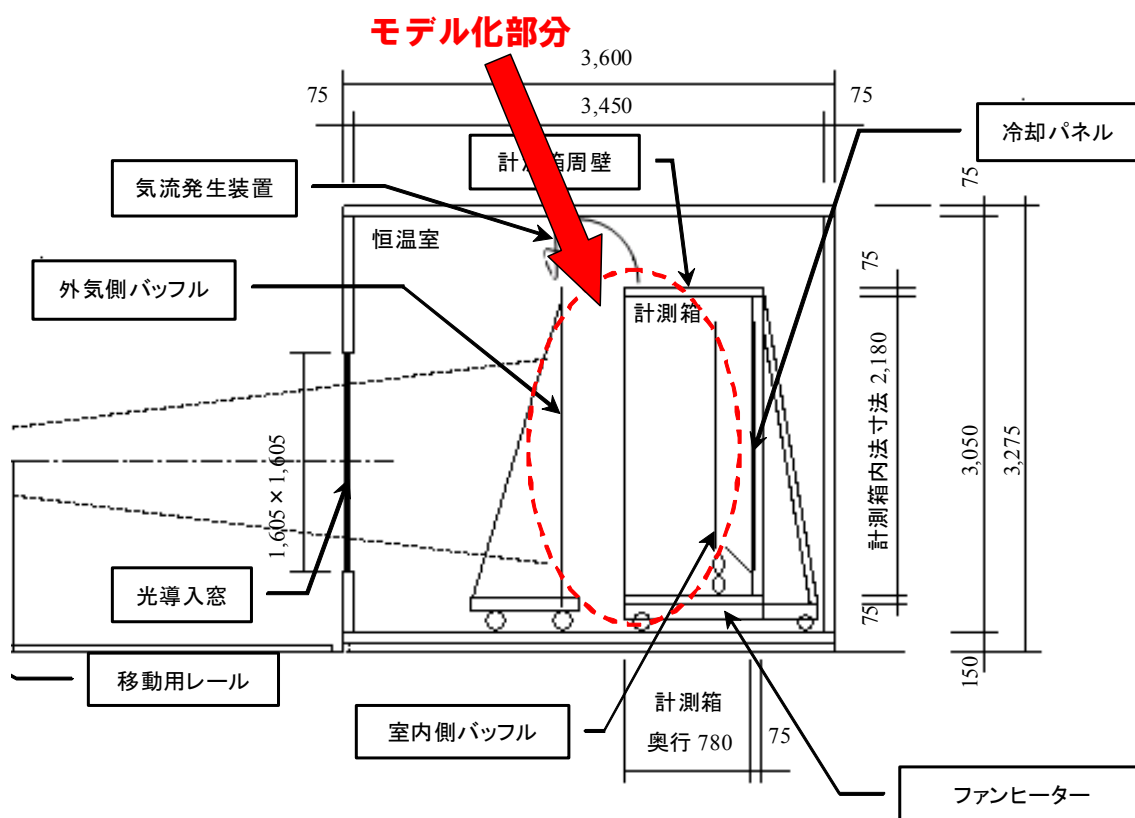 モデル化部分
3,600
75
75
3,450
冷却パネル
計測箱周壁
気流発生装置
75
恒温室
外気側バッフル
75
計測箱
1,605 × 1,605
計測箱内法寸法 2,180
3,050
3,275
光導入窓
75
移動用レール
150
室内側バッフル
計測箱
奥行 780
75
ファンヒーター